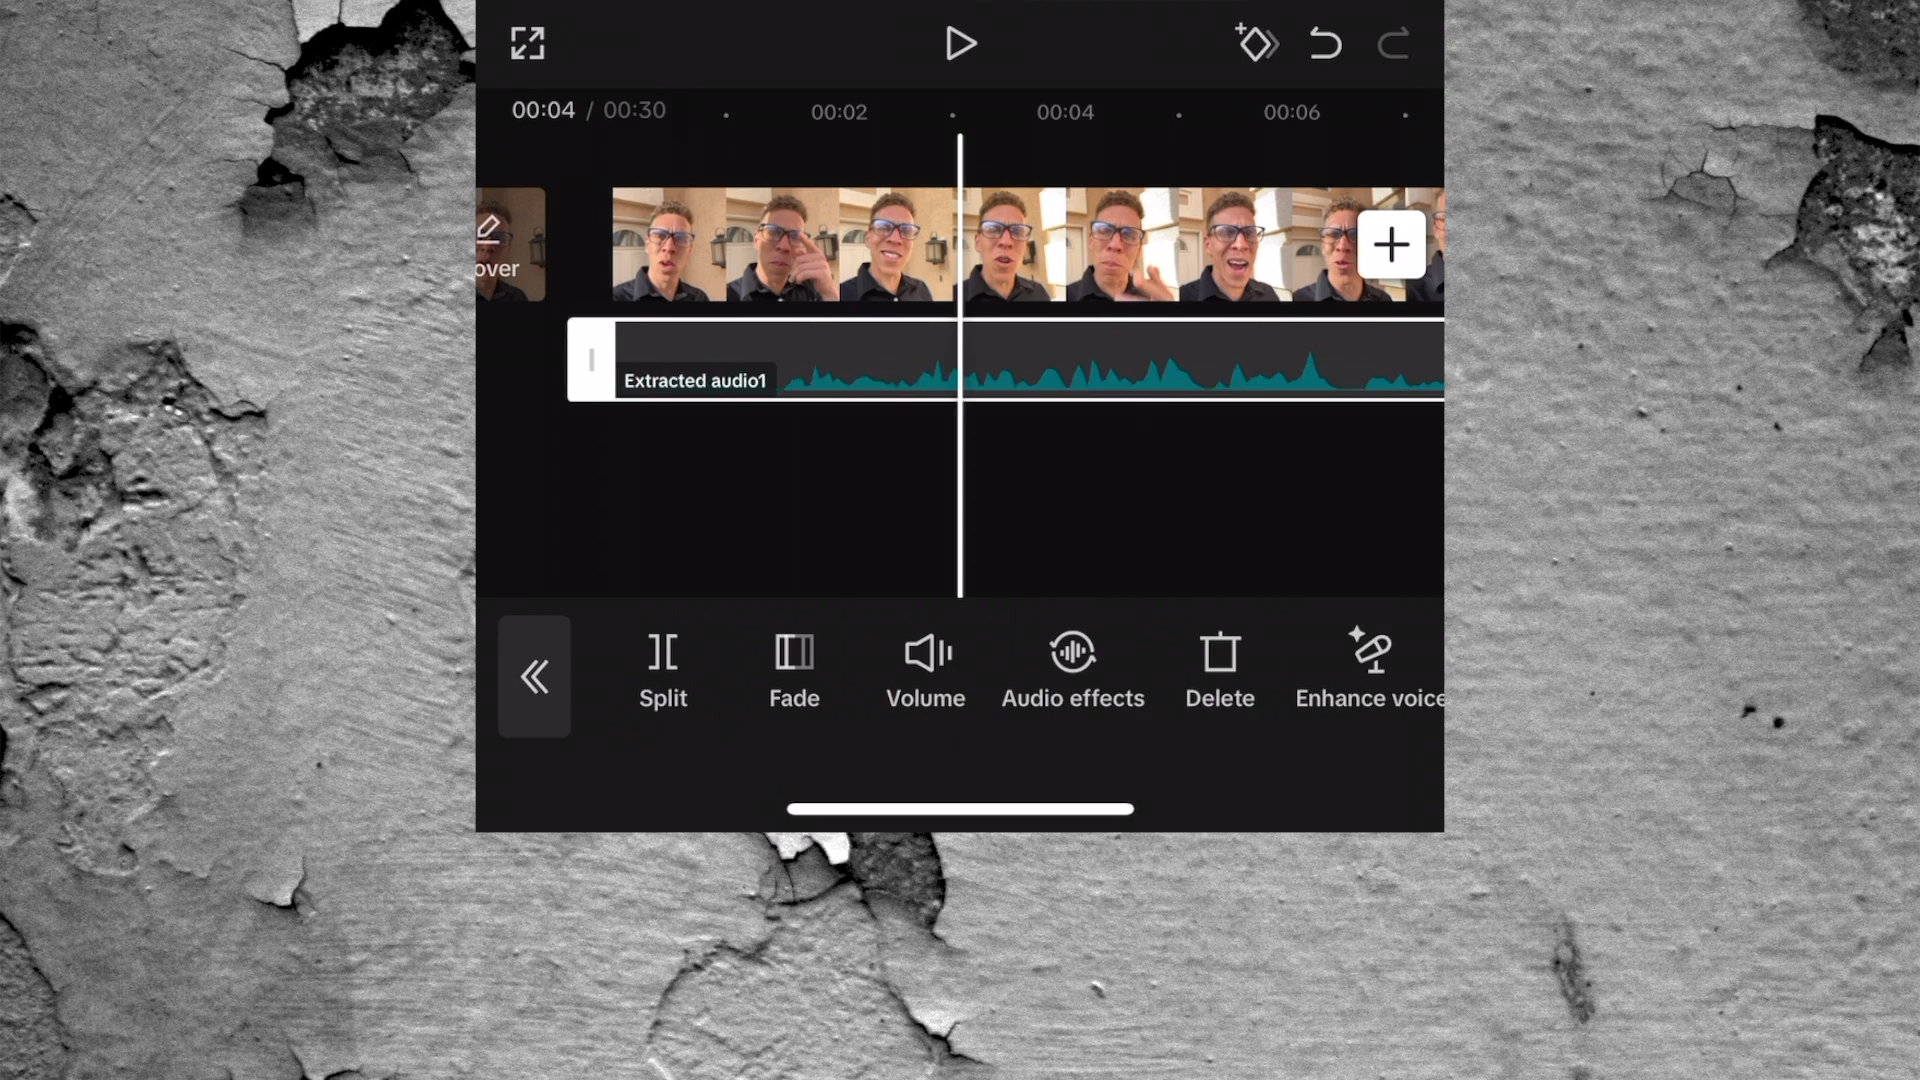 00:04 / 00:30 00:02 00:04 00:06
over
Extracted audio1
Split Fade Volume Audio effects Delete Enhance voice